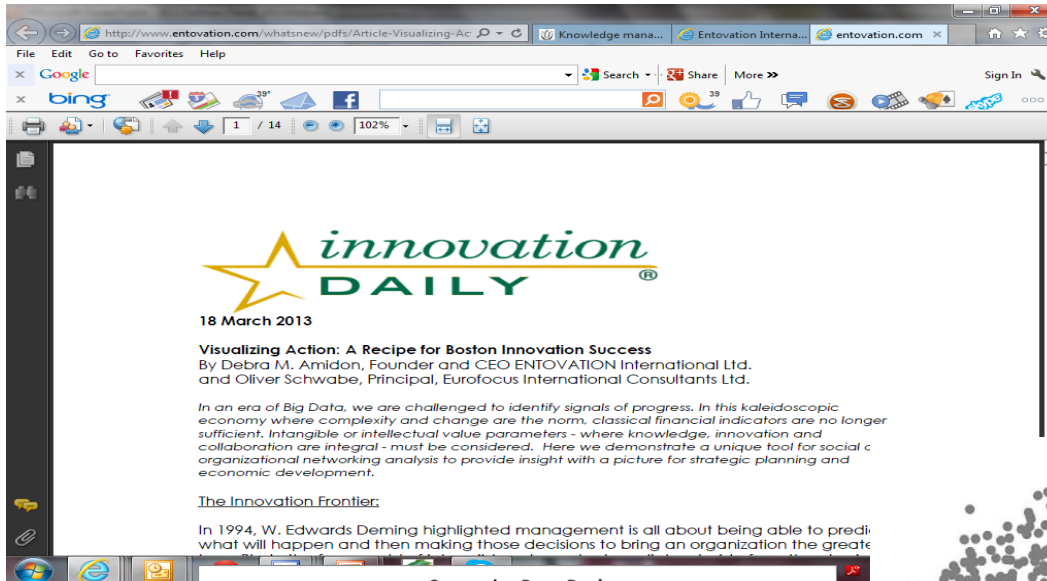 http://www.entovation.com/whatsnew/pdfs/Article-Visualizing-Ac
Knowledge mana...
Entovation Interna...
entovation.com
File Edit Go to Favorites Help
Google
Search
Share
More
Sign In
bing
39°
39
1 / 14
102%
innovation
DAILY
®
18 March 2013
Visualizing Action: A Recipe for Boston Innovation Success
By Debra M. Amidon, Founder and CEO ENTOVATION International Ltd.
and Oliver Schwabe, Principal, Eurofocus International Consultants Ltd.
In an era of Big Data, we are challenged to identify signals of progress. In this kaleidoscopic
economy where complexity and change are the norm, classical financial indicators are no longer
sufficient. Intangible or intellectual value parameters - where knowledge, innovation and
collaboration are integral - must be considered. Here we demonstrate a unique tool for social
organizational networking analysis to provide insight with a picture for strategic planning and
economic development.
The Innovation Frontier:
In 1994, W. Edwards Deming highlighted management is all about being able to predi
what will happen and then making those decisions to bring an organization the greate